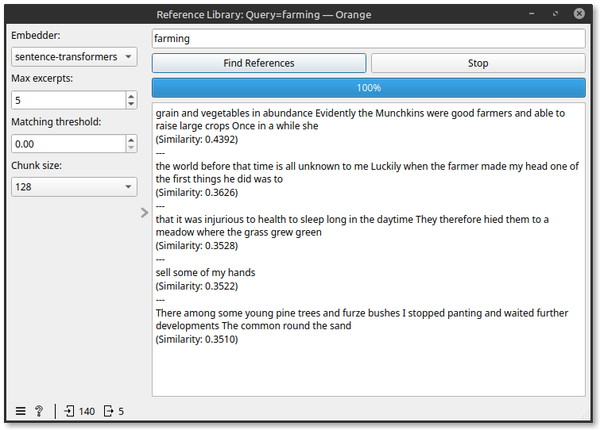 Reference Library: Query=farming — Orange
Embedder:
sentence-transformers
Max excerpts:
5
Matching threshold:
0.00
Chunk size:
128
farming
Find References
Stop
100%
grain and vegetables in abundance Evidently the Munchkins were good farmers and able to
raise large crops Once in a while she
(Similarity: 0.4392)
---
the world before that time is all unknown to me Luckily when the farmer made my head one of
the first things he did was to
(Similarity: 0.3626)
---
that it was injurious to health to sleep long in the daytime They therefore hied them to a
meadow where the grass grew green
(Similarity: 0.3528)
---
sell some of my hands
(Similarity: 0.3522)
---
There among some young pine trees and furze bushes I stopped panting and waited further
developments The common round the sand
(Similarity: 0.3510)
140
5